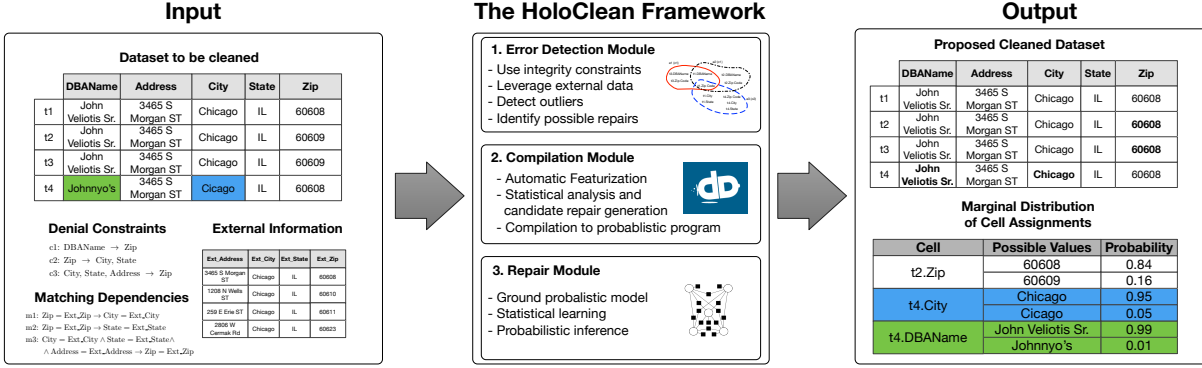 Input
Dataset to be cleaned
DBAName Address City State Zip
t1 John Veliotis Sr. 3465 S Morgan ST Chicago IL 60608
t2 John Veliotis Sr. 3465 S Morgan ST Chicago IL 60609
t3 John Veliotis Sr. 3465 S Morgan ST Chicago IL 60609
t4 Johnnyo's 3465 S Morgan ST Cicago IL 60608
Denial Constraints
c1: DBAName → Zip
c2: Zip → City, State
c3: City, State, Address → Zip
Matching Dependencies
m1: Zip = Ext_Zip → City = Ext_City
m2: Zip = Ext_Zip → State = Ext_State
m3: City = Ext_City ∧ State = Ext_State∧
∧ Address = Ext_Address → Zip = Ext_Zip
External Information
Ext_Address Ext_City Ext_State Ext_Zip
3465 S Morgan ST Chicago IL 60608
1208 N Wells ST Chicago IL 60610
259 E Erie ST Chicago IL 60611
2806 W Cermak Rd Chicago IL 60623
The HoloClean Framework
1. Error Detection Module
- Use integrity constraints
- Leverage external data
- Detect outliers
- Identify possible repairs
t1.DBAName
t1.Zip Code
t1.City
t1.State
2. Compilation Module
- Automatic Featurization
- Statistical analysis and
candidate repair generation
- Compilation to probablistic program
3. Repair Module
- Ground probalistic model
- Statistical learning
- Probabilistic inference
Output
Proposed Cleaned Dataset
DBAName Address City State Zip
t1 John Veliotis Sr. 3465 S Morgan ST Chicago IL 60608
t2 John Veliotis Sr. 3465 S Morgan ST Chicago IL 60608
t3 John Veliotis Sr. 3465 S Morgan ST Chicago IL 60608
t4 John Veliotis Sr. 3465 S Morgan ST Chicago IL 60608
Marginal Distribution
of Cell Assignments
Cell Possible Values Probability
t2.Zip 60608 0.84
60609 0.16
t4.City Chicago 0.95
Cicago 0.05
t4.DBAName John Veliotis Sr. 0.99
Johnnyo's 0.01